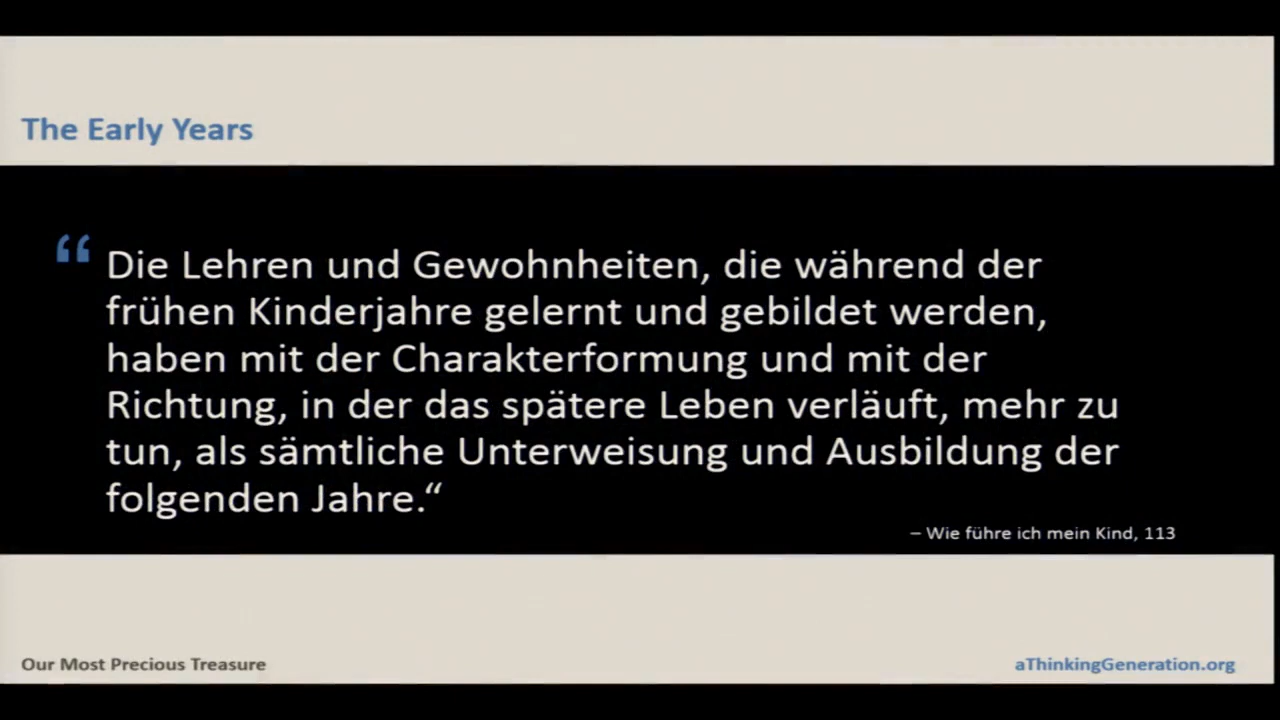 The Early Years
“ Die Lehren und Gewohnheiten, die während der
frühen Kinderjahre gelernt und gebildet werden,
haben mit der Charakterformung und mit der
Richtung, in der das spätere Leben verläuft, mehr zu
tun, als sämtliche Unterweisung und Ausbildung der
folgenden Jahre.“
– Wie führe ich mein Kind, 113
Our Most Precious Treasure
aThinkingGeneration.org